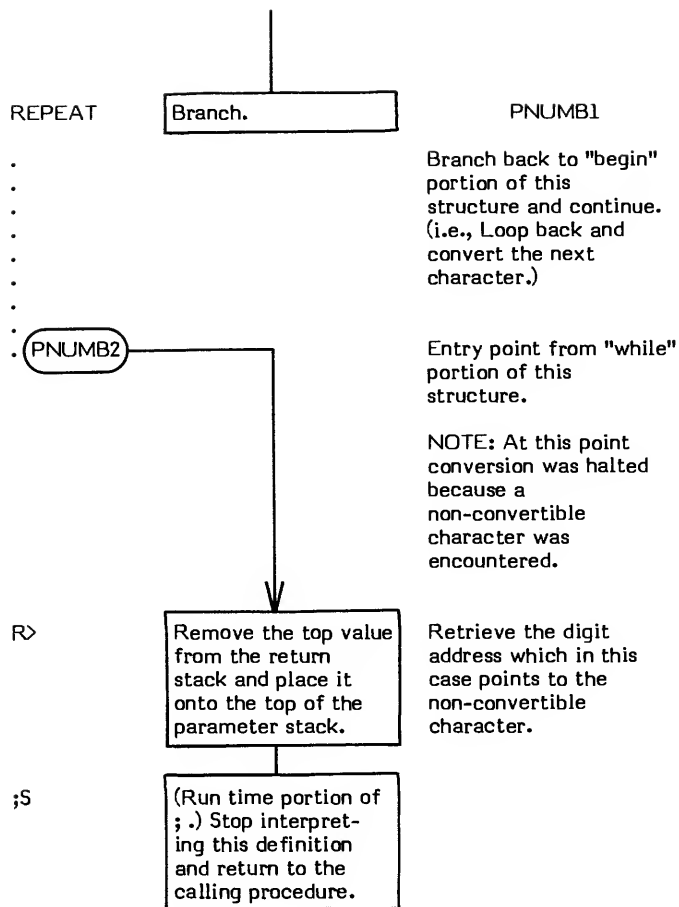 REPEAT
Branch.
PNUMB1
Branch back to "begin"
portion of this
structure and continue.
(i.e., Loop back and
convert the next
character.)
.
.
.
.
.
.
.
.
. PNUMB2
Entry point from "while"
portion of this
structure.
NOTE: At this point
conversion was halted
because a
non-convertible
character was
encountered.
R>
Remove the top value
from the return
stack and place it
onto the top of the
parameter stack.
Retrieve the digit
address which in this
case points to the
non-convertible
character.
;S
(Run time portion of
; .) Stop interpret-
ing this definition
and return to the
calling procedure.